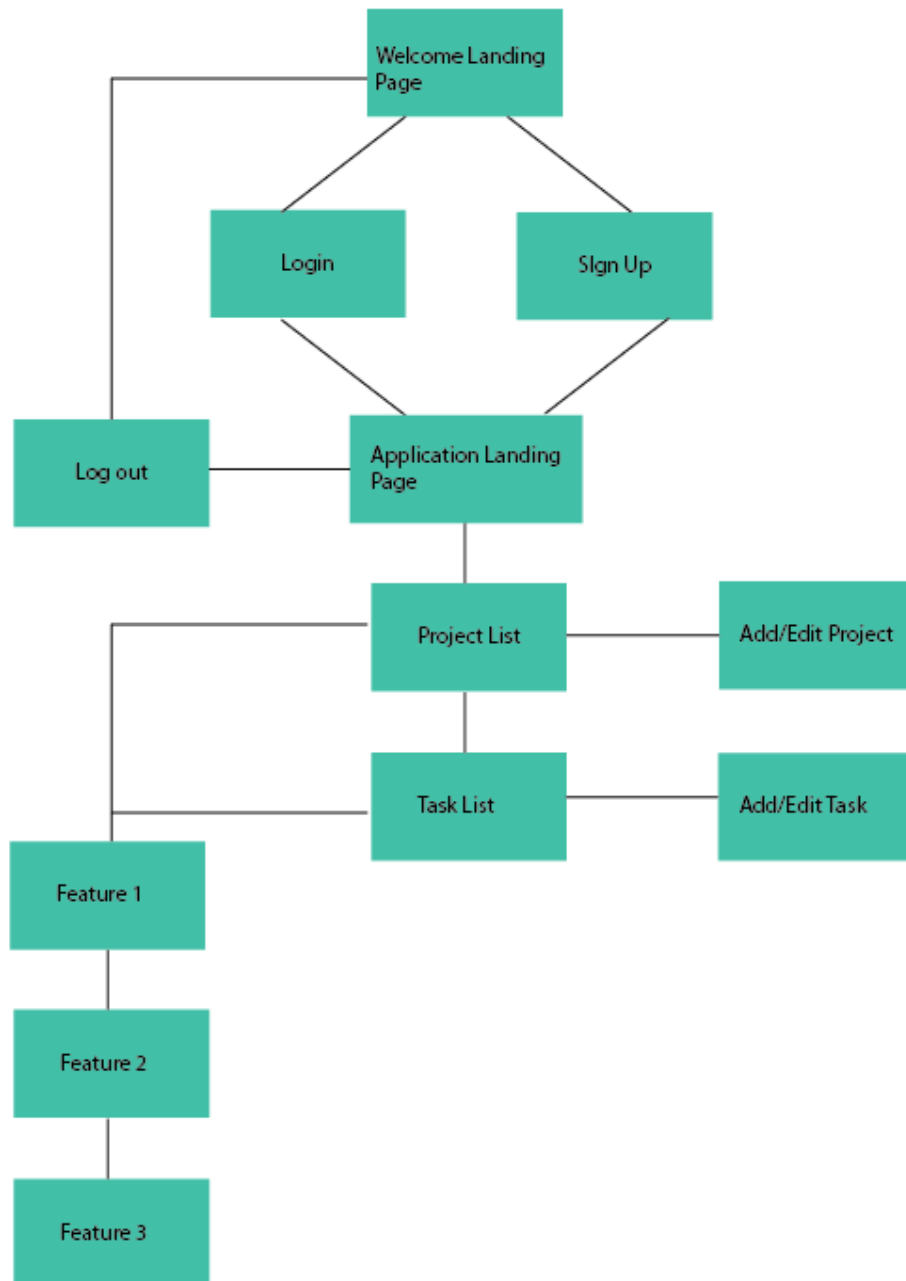 Welcome Landing
Page
Login
SIgn Up
Log out
Application Landing
Page
Project List
Add/Edit Project
Task List
Add/Edit Task
Feature 1
Feature 2
Feature 3